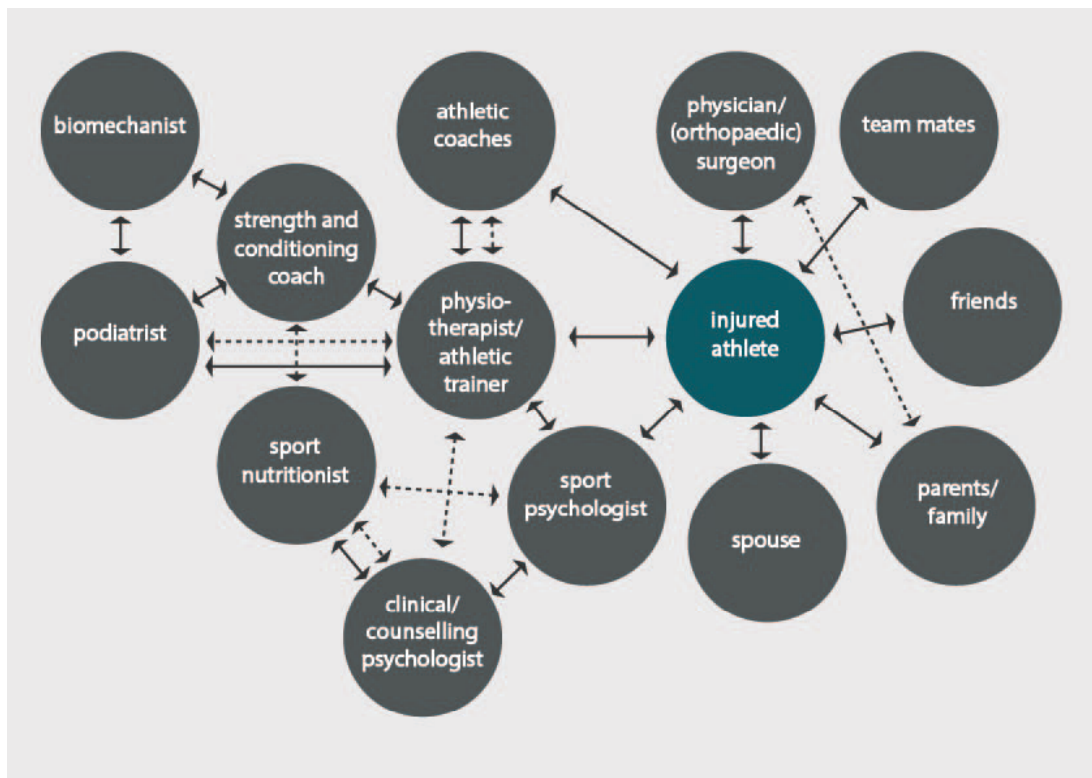 biomechanist
athletic
coaches
physician/
(orthopaedic)
surgeon
team mates
strength and
conditioning
coach
podiatrist
physio-
therapist/
athletic
trainer
injured
athlete
friends
sport
nutritionist
sport
psychologist
spouse
parents/
family
clinical/
counselling
psychologist